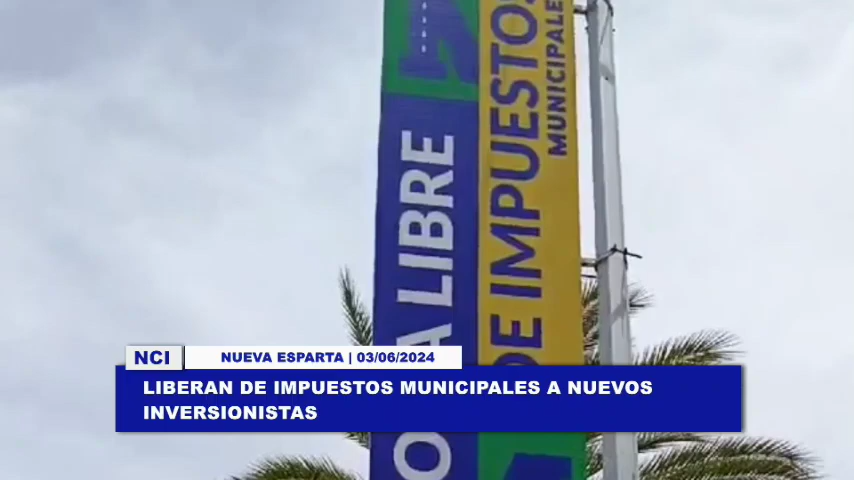 O
A LIBRE
DE IMPUESTOS
MUNICIPALES
NCI
NUEVA ESPARTA | 03/06/2024
LIBERAN DE IMPUESTOS MUNICIPALES A NUEVOS
INVERSIONISTAS